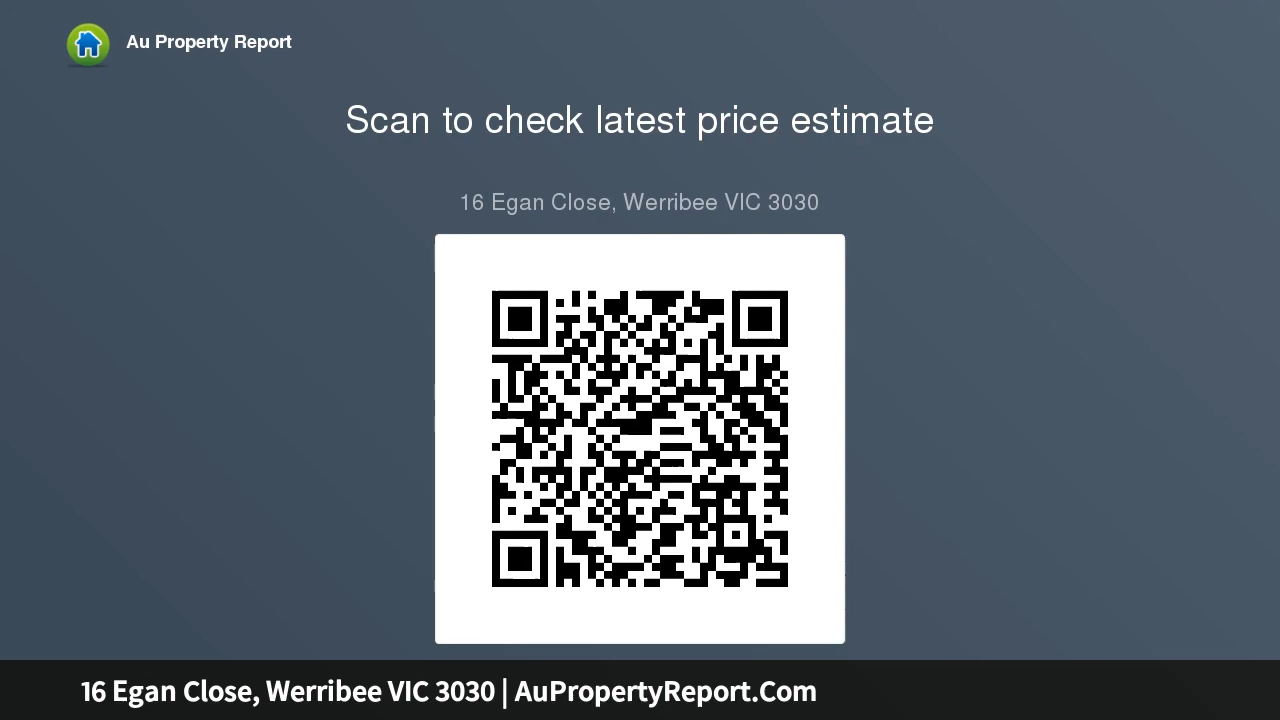 Au Property Report
Scan to check latest price estimate
16 Egan Close, Werribee VIC 3030
16 Egan Close, Werribee VIC 3030 | AuPropertyReport.Com